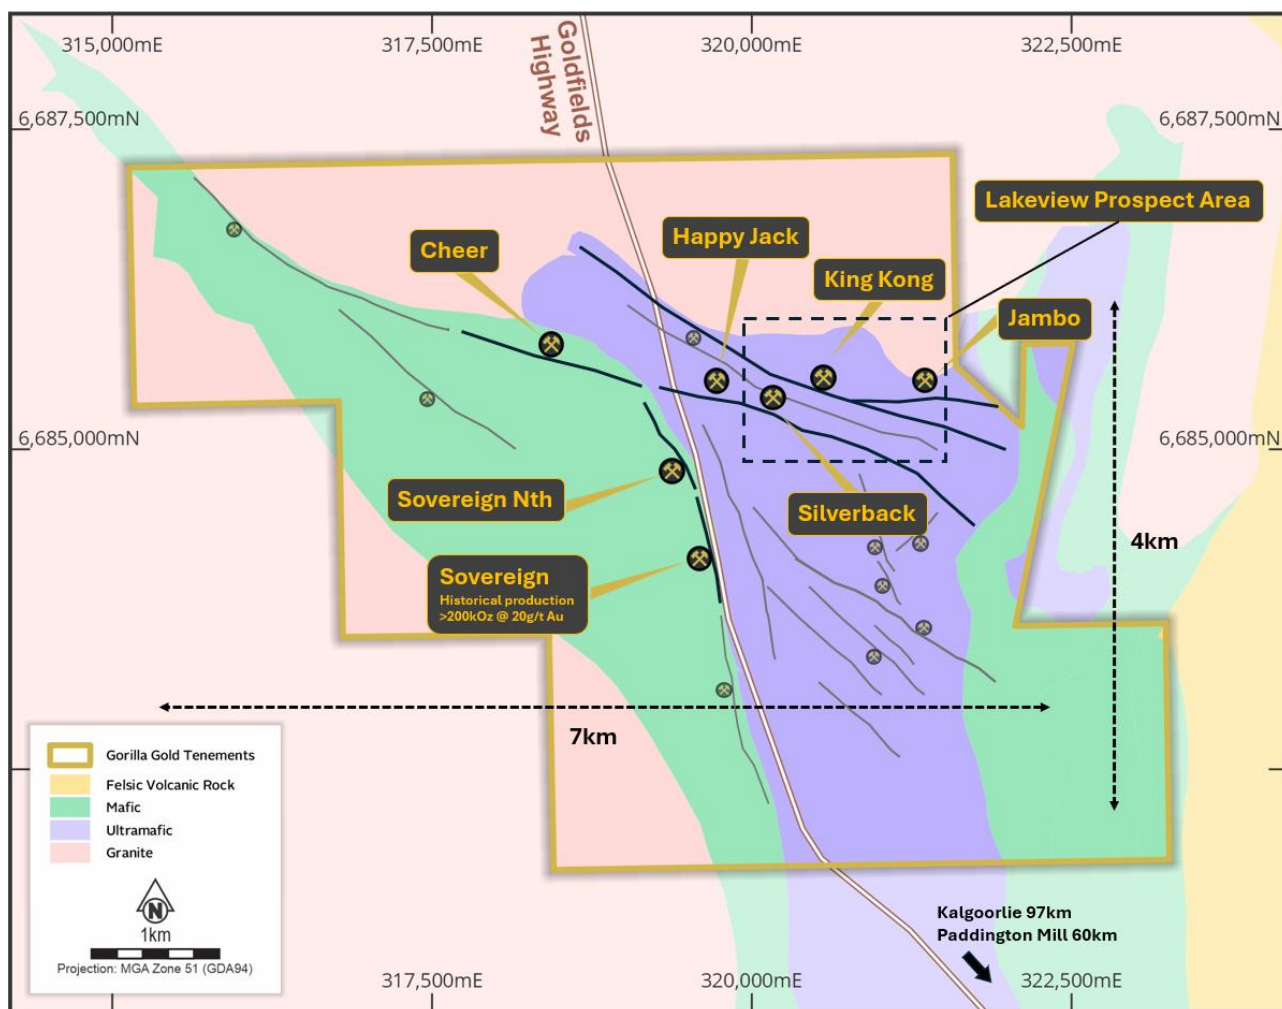 315,000mE
317,500mE
320,000mE
322,500mE
Goldfields
Highway
6,687,500mN
6,687,500mN
Lakeview Prospect Area
Happy Jack
Cheer
King Kong
Jambo
6,685,000mN
6,685,000mN
Sovereign Nth
Silverback
4km
Sovereign
Historical production
>200kOz @ 20g/t Au
7km
Gorilla Gold Tenements
Felsic Volcanic Rock
Mafic
Ultramafic
Granite
N
1km
Projection: MGA Zone 51 (GDA94)
Kalgoorlie 97km
Paddington Mill 60km
317,500mE
320,000mE
322,500mE